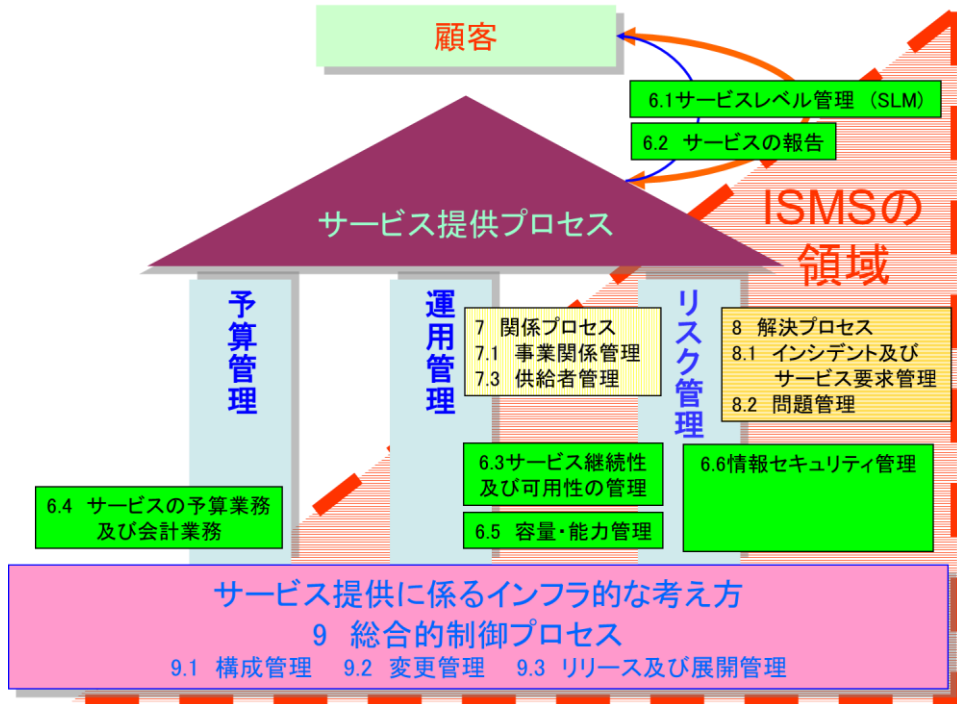 顧客
6.1サービスレベル管理 (SLM)
6.2 サービスの報告
ISMSの
領域
サービス提供プロセス
予算管理
運用管理
リスク管理
7 関係プロセス
7.1 事業関係管理
7.3 供給者管理
8 解決プロセス
8.1 インシデント及び
サービス要求管理
8.2 問題管理
6.3サービス継続性
及び可用性の管理
6.6情報セキュリティ管理
6.4 サービスの予算業務
及び会計業務
6.5 容量・能力管理
サービス提供に係るインフラ的な考え方
9 総合的制御プロセス
9.1 構成管理 9.2 変更管理 9.3 リリース及び展開管理